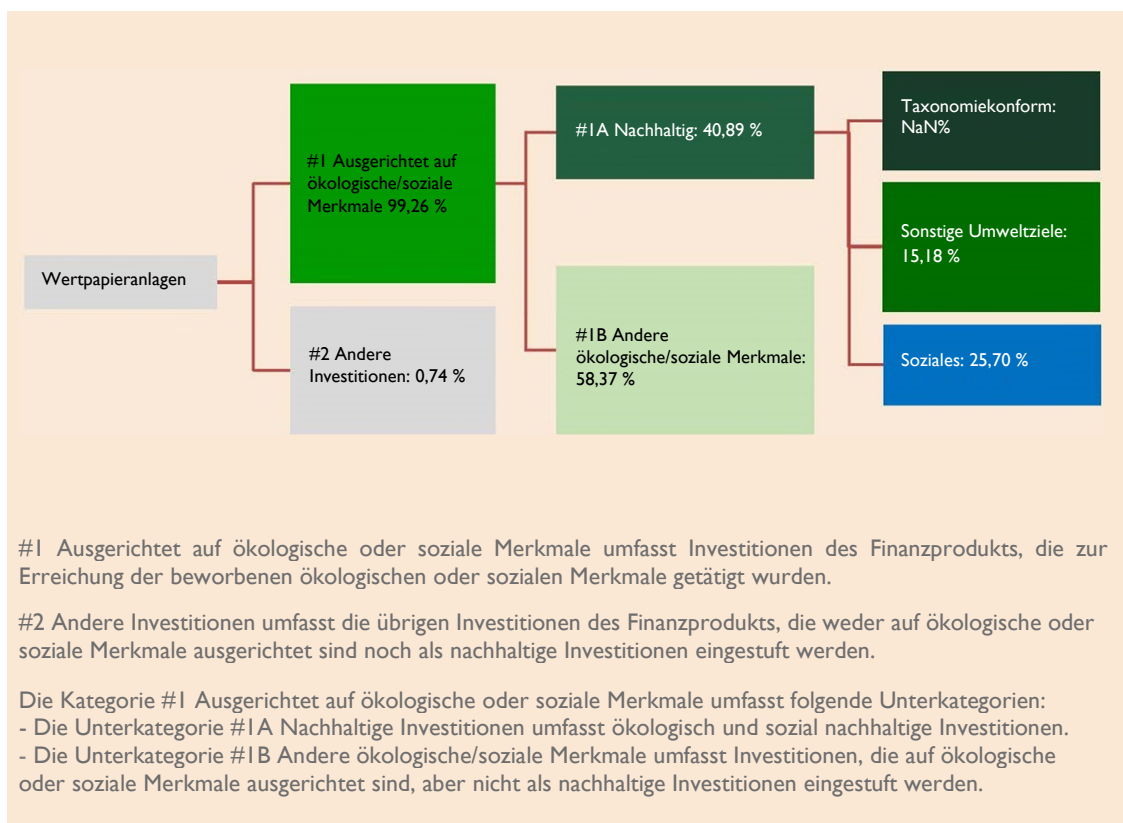 Wertpapieranlagen
#1 Ausgerichtet auf
ökologische/soziale
Merkmale 99,26 %
#2 Andere
Investitionen: 0,74 %
#1A Nachhaltig: 40,89 %
#1B Andere
ökologische/soziale Merkmale:
58,37 %
Taxonomiekonform:
NaN%
Sonstige Umweltziele:
15,18 %
Soziales: 25,70 %
#1 Ausgerichtet auf ökologische oder soziale Merkmale umfasst Investitionen des Finanzprodukts, die zur
Erreichung der beworbenen ökologischen oder sozialen Merkmale getätigt wurden.
#2 Andere Investitionen umfasst die übrigen Investitionen des Finanzprodukts, die weder auf ökologische oder
soziale Merkmale ausgerichtet sind noch als nachhaltige Investitionen eingestuft werden.
Die Kategorie #1 Ausgerichtet auf ökologische oder soziale Merkmale umfasst folgende Unterkategorien:
- Die Unterkategorie #1A Nachhaltige Investitionen umfasst ökologisch und sozial nachhaltige Investitionen.
- Die Unterkategorie #1B Andere ökologische/soziale Merkmale umfasst Investitionen, die auf ökologische
oder soziale Merkmale ausgerichtet sind, aber nicht als nachhaltige Investitionen eingestuft werden.